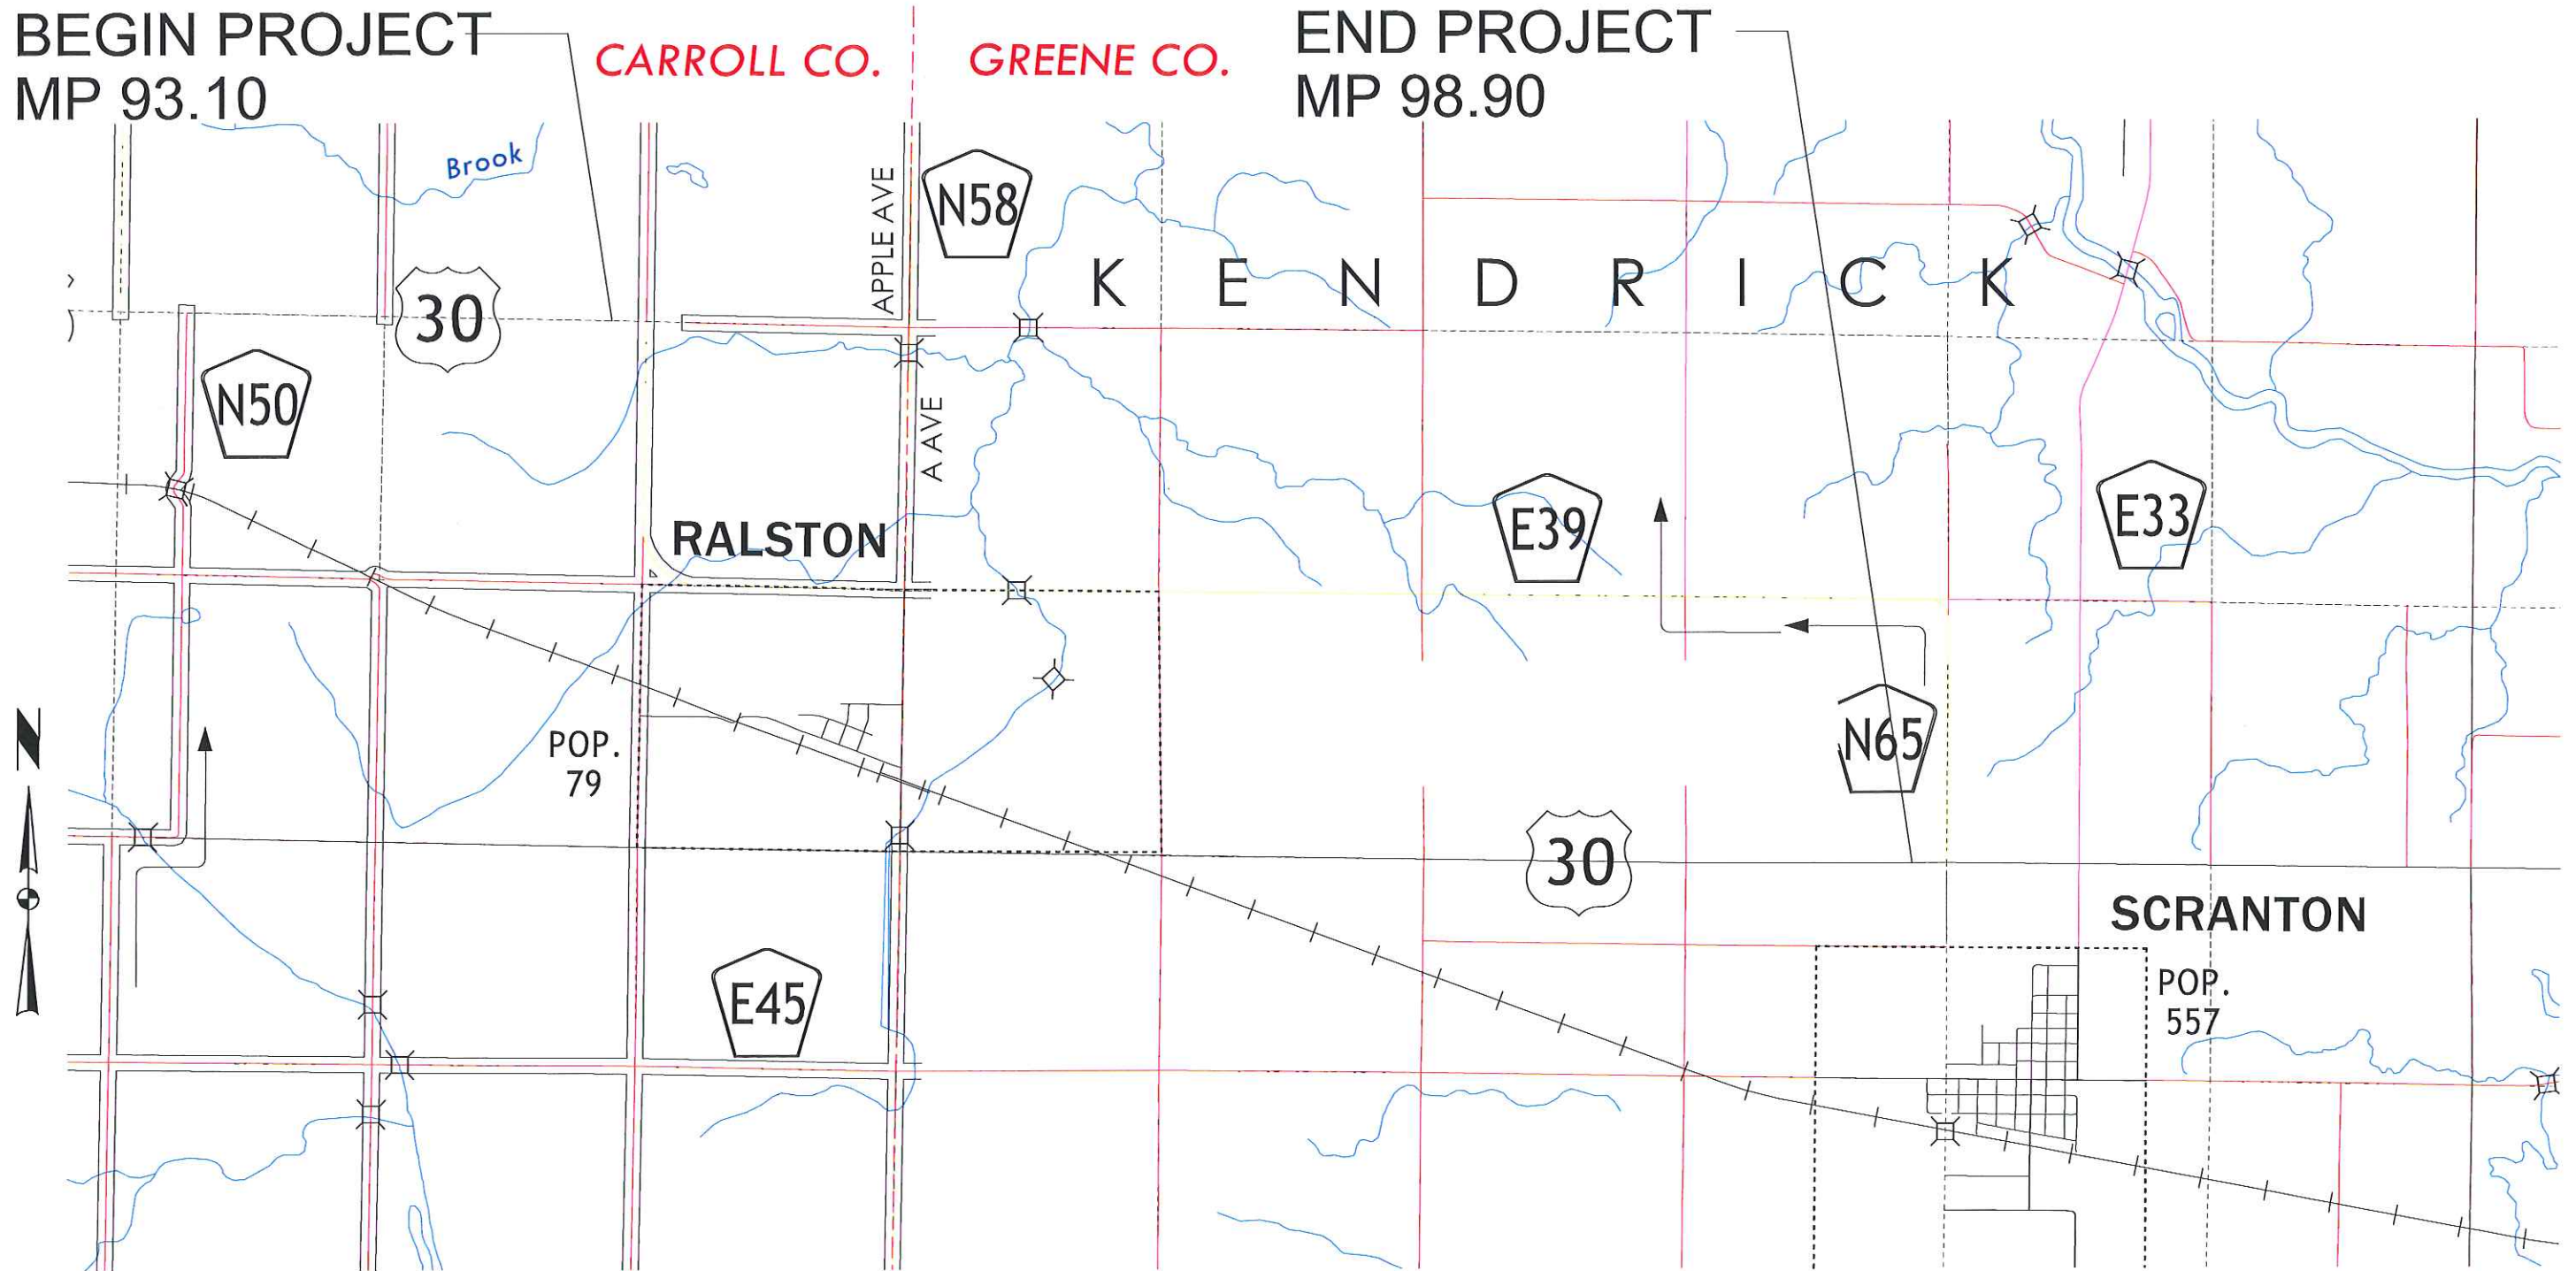 BEGIN PROJECT
MP 93.10
CARROLL CO.
GREENE CO.
END PROJECT
MP 98.90
Brook
APPLE AVE
N58
30
KENDRICK
N50
A AVE
RALSTON
E39
E33
N
POP.
79
N65
30
SCRANTON
E45
POP.
557